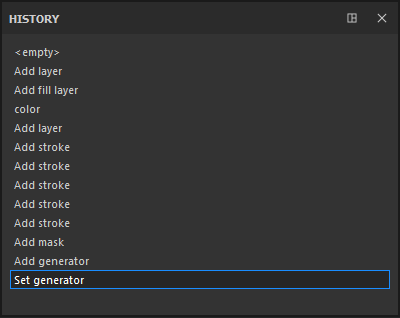 HISTORY
<empty>
Add layer
Add fill layer
color
Add layer
Add stroke
Add stroke
Add stroke
Add stroke
Add stroke
Add mask
Add generator
Set generator